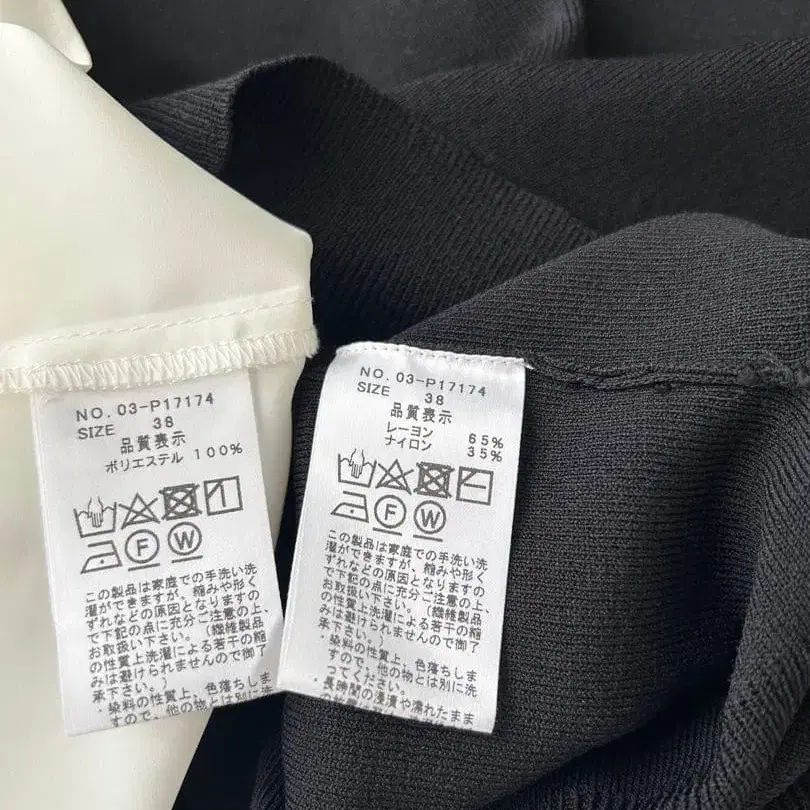 NO. 03-P17174
SIZE 38
品質表示
ポリエステル 100%
F W
この製品は家庭での手洗い洗
濯ができますが、縮みや形く
ずれなどの原因となりますの
で下記の点に充分ご注意の上、
お取扱い下さい。(繊維製品
の性質上洗濯による若干の縮
みは避けられませんので御了
承下さい。)
・染料の性質上、色落ちしま
すので、他の物とは別に洗
NO. 03-P17174
SIZE 38
品質表示
レーヨン 65%
ナイロン 35%
F W
この製品は家庭での手洗い洗
濯ができますが、縮みや形く
ずれなどの原因となりますの
で下記の点に充分ご注意の上、
お取扱い下さい。(繊維製品
の性質上洗濯による若干の縮
みは避けられませんので御了
承下さい。)
・染料の性質上、色落ちしま
すので、他の物とは別に洗
ってください。
・長時間の浸漬や濡れたまま